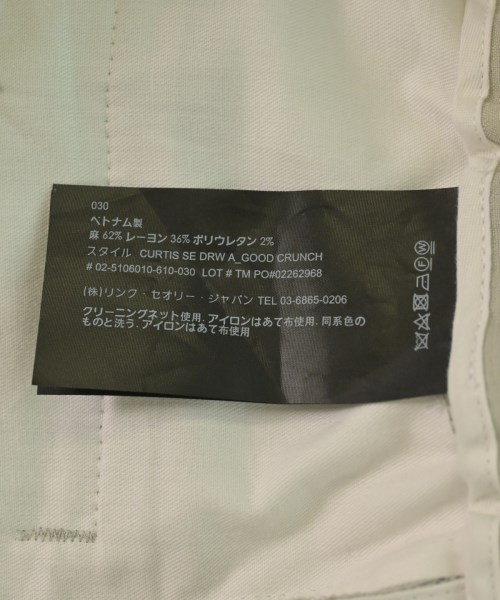 030
ベトナム製
麻 62% レーヨン 36% ポリウレタン 2%
スタイル CURTIS SE DRW A_GOOD CRUNCH
# 02-5106010-610-030 LOT # TM PO#02262968
(株)リンク・セオリー・ジャパン TEL 03-6865-0206
クリーニングネット使用. アイロンはあて布使用. 同系色の
ものと洗う. アイロンはあて布使用